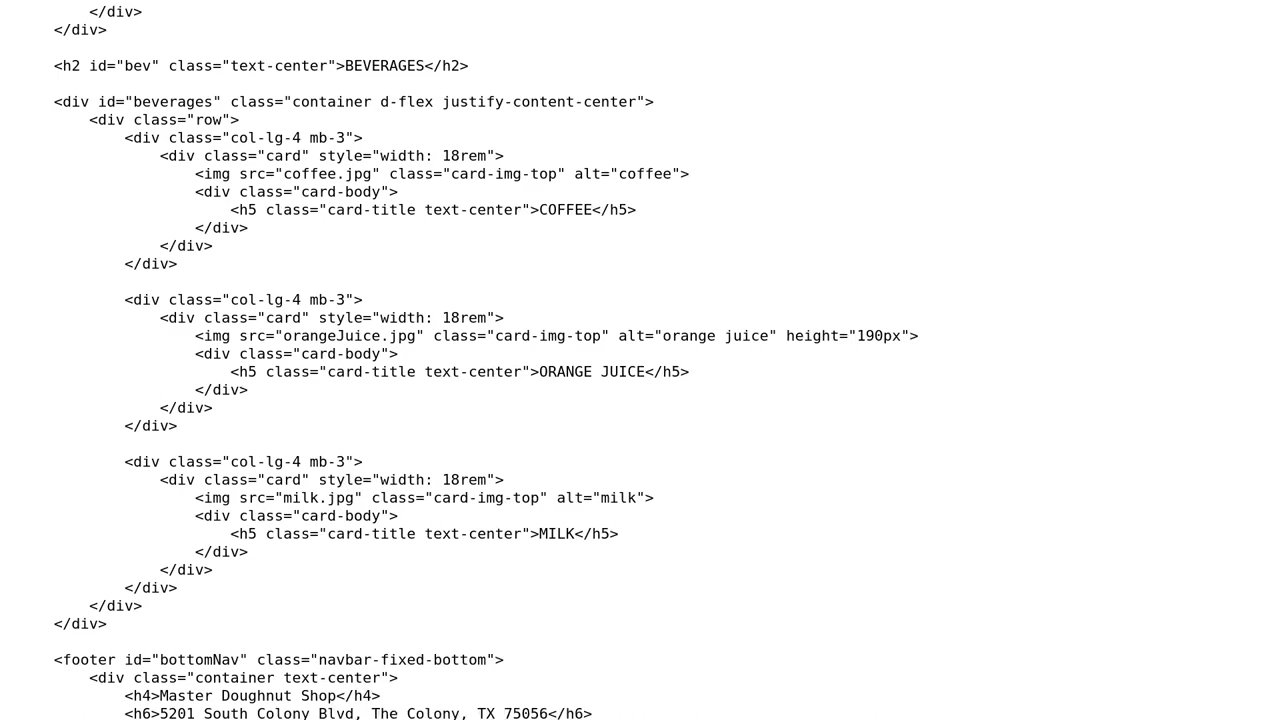 </div>
    </div>

    <h2 id="bev" class="text-center">BEVERAGES</h2>

    <div id="beverages" class="container d-flex justify-content-center">
        <div class="row">
            <div class="col-lg-4 mb-3">
                <div class="card" style="width: 18rem">
                    <img src="coffee.jpg" class="card-img-top" alt="coffee">
                    <div class="card-body">
                        <h5 class="card-title text-center">COFFEE</h5>
                    </div>
                </div>
            </div>

            <div class="col-lg-4 mb-3">
                <div class="card" style="width: 18rem">
                    <img src="orangeJuice.jpg" class="card-img-top" alt="orange juice" height="190px">
                    <div class="card-body">
                        <h5 class="card-title text-center">ORANGE JUICE</h5>
                    </div>
                </div>
            </div>

            <div class="col-lg-4 mb-3">
                <div class="card" style="width: 18rem">
                    <img src="milk.jpg" class="card-img-top" alt="milk">
                    <div class="card-body">
                        <h5 class="card-title text-center">MILK</h5>
                    </div>
                </div>
            </div>
        </div>
    </div>

    <footer id="bottomNav" class="navbar-fixed-bottom">
        <div class="container text-center">
            <h4>Master Doughnut Shop</h4>
            <h6>5201 South Colony Blvd, The Colony, TX 75056</h6>